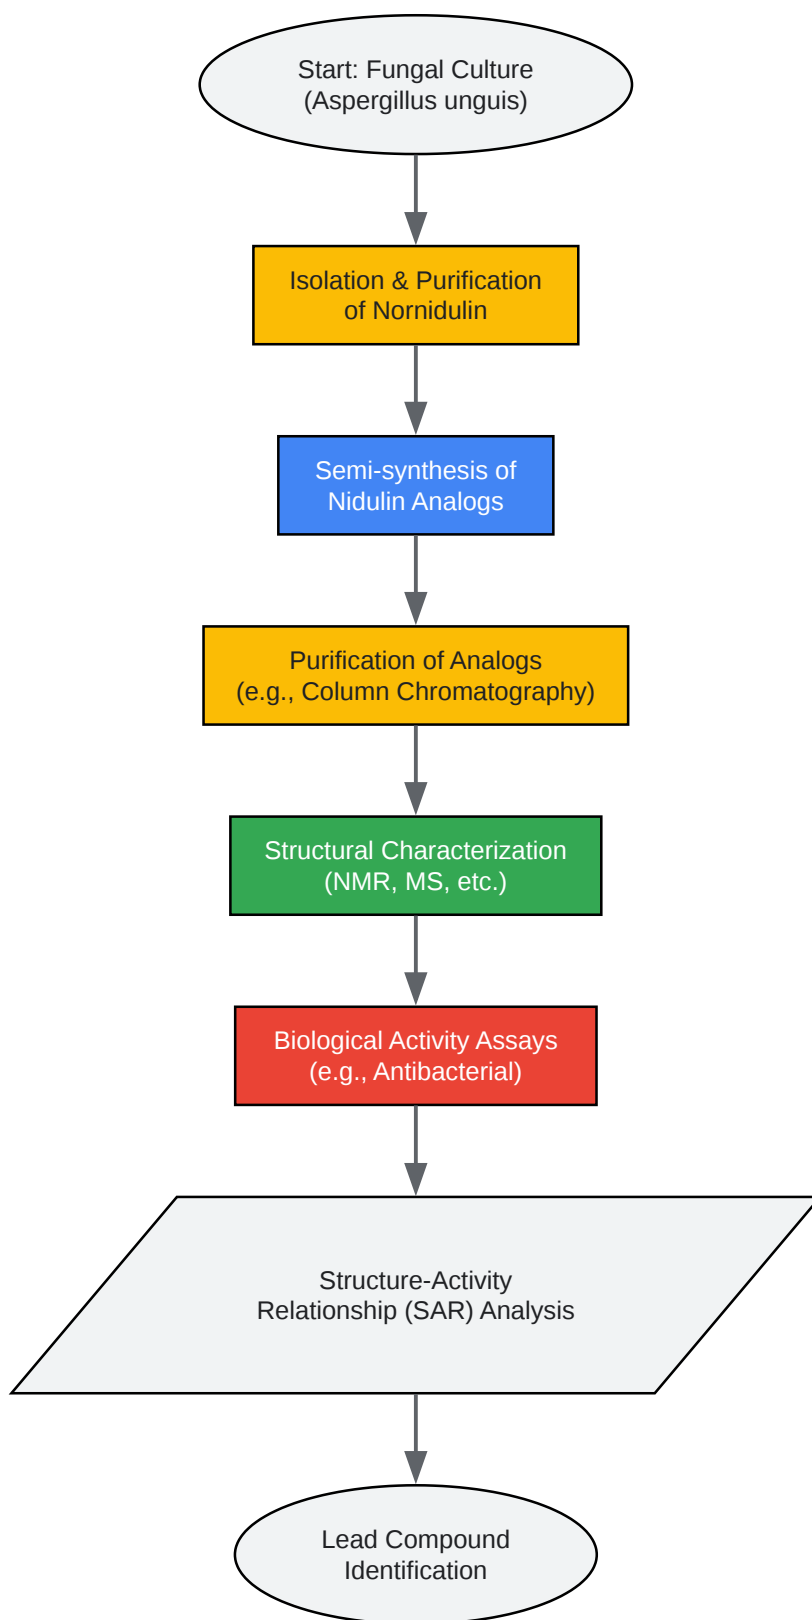 Start: Fungal Culture
(Aspergillus unguis)
Isolation & Purification
of Nornidulin
Semi-synthesis of
Nidulin Analogs
Purification of Analogs
(e.g., Column Chromatography)
Structural Characterization
(NMR, MS, etc.)
Biological Activity Assays
(e.g., Antibacterial)
Structure-Activity
Relationship (SAR) Analysis
Lead Compound
Identification